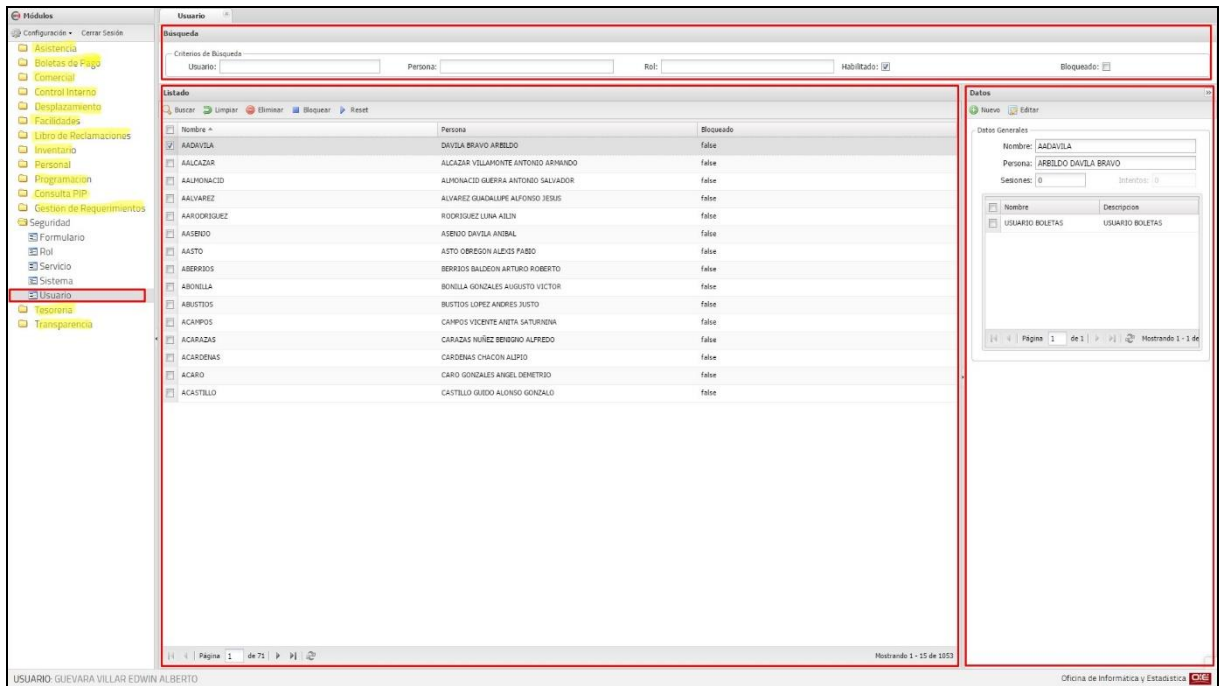 Módulos
Configuración Cerrar Sesión
Asistencia
Boletas de Pago
Comercial
Control Interno
Desplazamiento
Facilidades
Libro de Reclamaciones
Inventario
Personal
Programacion
Consulta PIP
Gestion de Requerimientos
Seguridad
Formulario
Rol
Servicio
Sistema
Usuario
Tesoreria
Transparencia
Usuario
Búsqueda
Criterios de Búsqueda
Usuario: Persona: Rol: Habilitado: Bloqueado:
Listado
Buscar Limpiar Eliminar Bloquear Reset
Nombre Persona Bloqueado
AADAVILA DAVILA BRAVO ARBILDO false
AALCAZAR ALCAZAR VILLAMONTE ANTONIO ARMANDO false
AALMONACID ALMONACID GUERRA ANTONIO SALVADOR false
AALVAREZ ALVAREZ GUADALUPE ALFONSO JESUS false
AARODRIGUEZ RODRIGUEZ LUNA AILIN false
AASENJO ASENJO DAVILA ANIBAL false
AASTO ASTO OBREGON ALEXIS FABIO false
ABERRIOS BERRIOS BALDEON ARTURO ROBERTO false
ABONILLA BONILLA GONZALES AUGUSTO VICTOR false
ABUSTIOS BUSTIOS LOPEZ ANDRES JUSTO false
ACAMPOS CAMPOS VICENTE ANITA SATURNINA false
ACARAZAS CARAZAS NUÑEZ BENIGNO ALFREDO false
ACARDENAS CARDENAS CHACON ALIPIO false
ACARO CARO GONZALES ANGEL DEMETRIO false
ACASTILLO CASTILLO GUIDO ALONSO GONZALO false
Página 1 de 71 Mostrando 1 - 15 de 1053
Datos
Nuevo Editar
Datos Generales
Nombre: AADAVILA
Persona: ARBILDO DAVILA BRAVO
Sesiones: 0 Intentos: 0
Nombre Descripcion
USUARIO BOLETAS USUARIO BOLETAS
Página 1 de 1 Mostrando 1 - 1 de
USUARIO: GUEVARA VILLAR EDWIN ALBERTO
Oficina de Informática y Estadística OIE